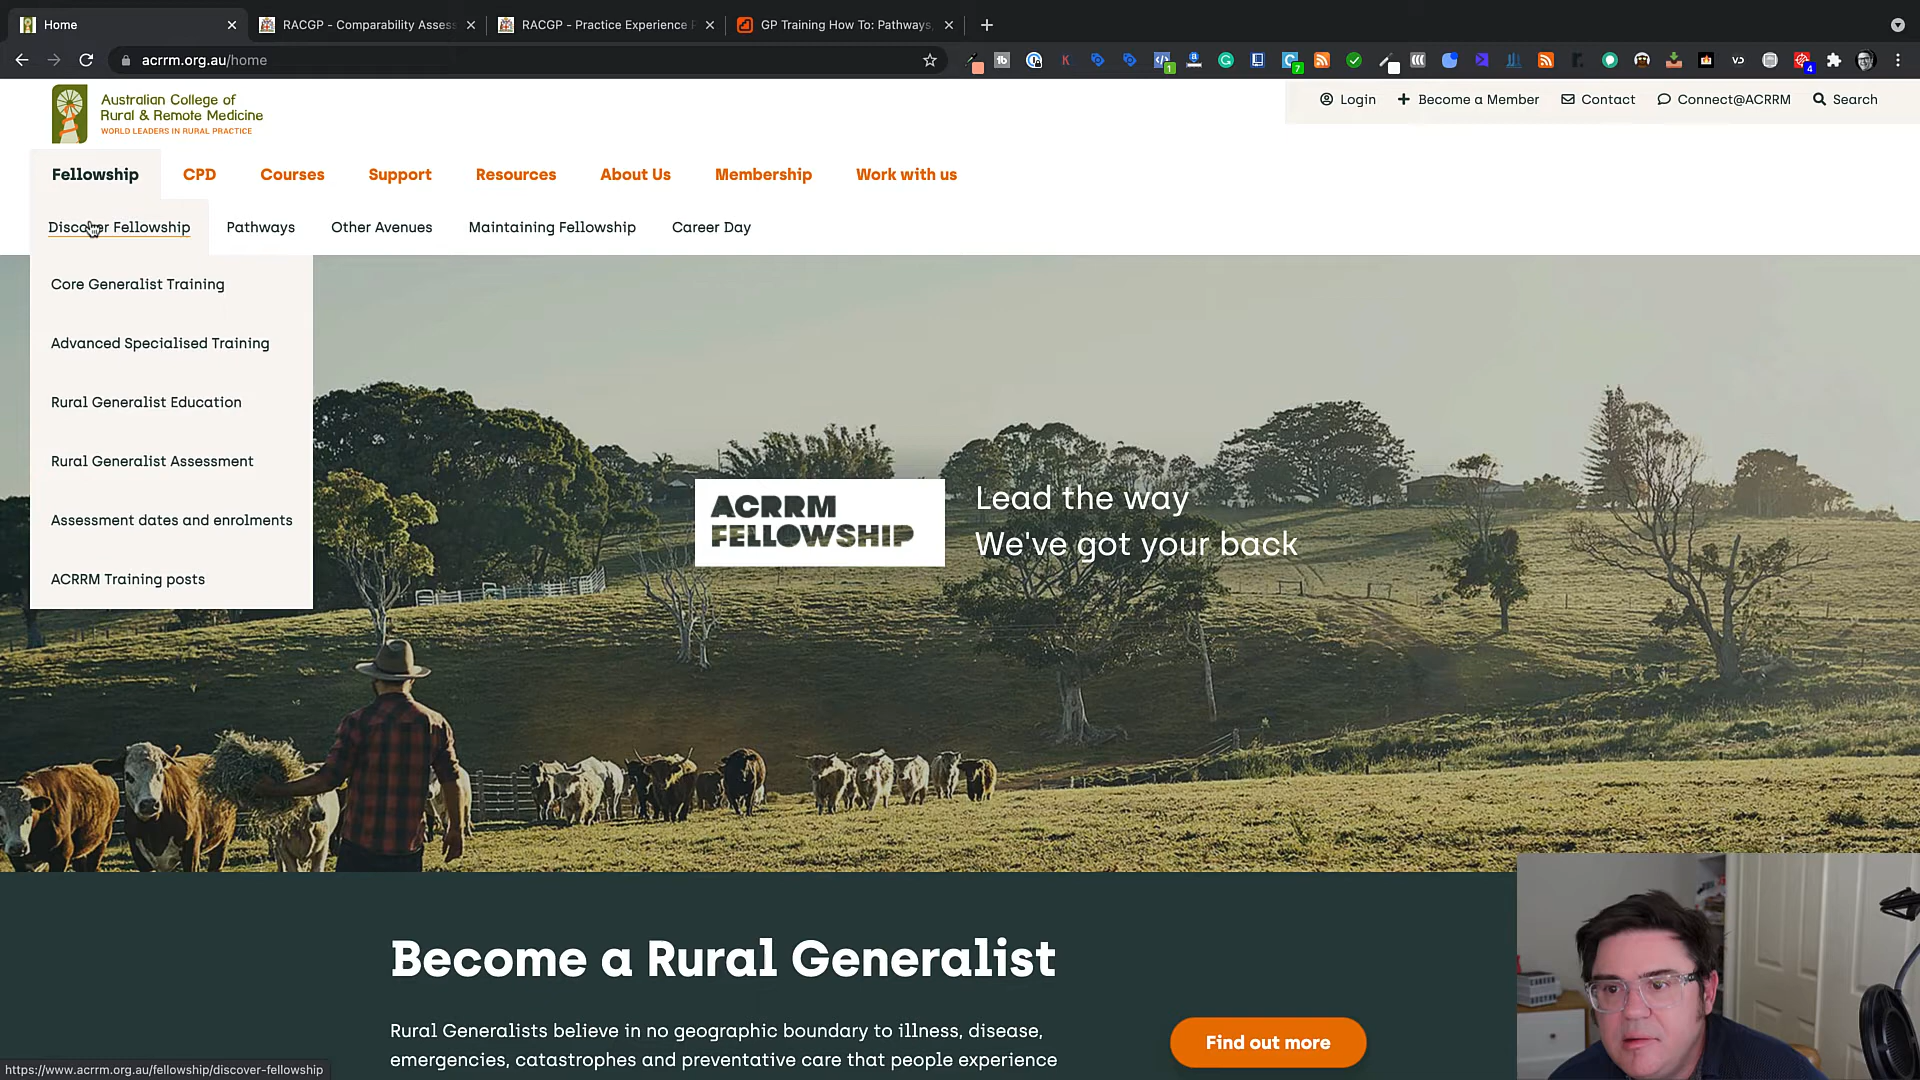 Home
RACGP - Comparability Assess
RACGP - Practice Experience P
GP Training How To: Pathways,
acrrm.org.au/home
Australian College of
Rural & Remote Medicine
WORLD LEADERS IN RURAL PRACTICE
Login
Become a Member
Contact
Connect@ACRRM
Search
Fellowship
CPD
Courses
Support
Resources
About Us
Membership
Work with us
Discover Fellowship
Pathways
Other Avenues
Maintaining Fellowship
Career Day
Core Generalist Training
Advanced Specialised Training
Rural Generalist Education
Rural Generalist Assessment
Assessment dates and enrolments
ACRRM Training posts
ACRRM
FELLOWSHIP
Lead the way
We've got your back
Become a Rural Generalist
Rural Generalists believe in no geographic boundary to illness, disease,
emergencies, catastrophes and preventative care that people experience
Find out more
https://www.acrrm.org.au/fellowship/discover-fellowship